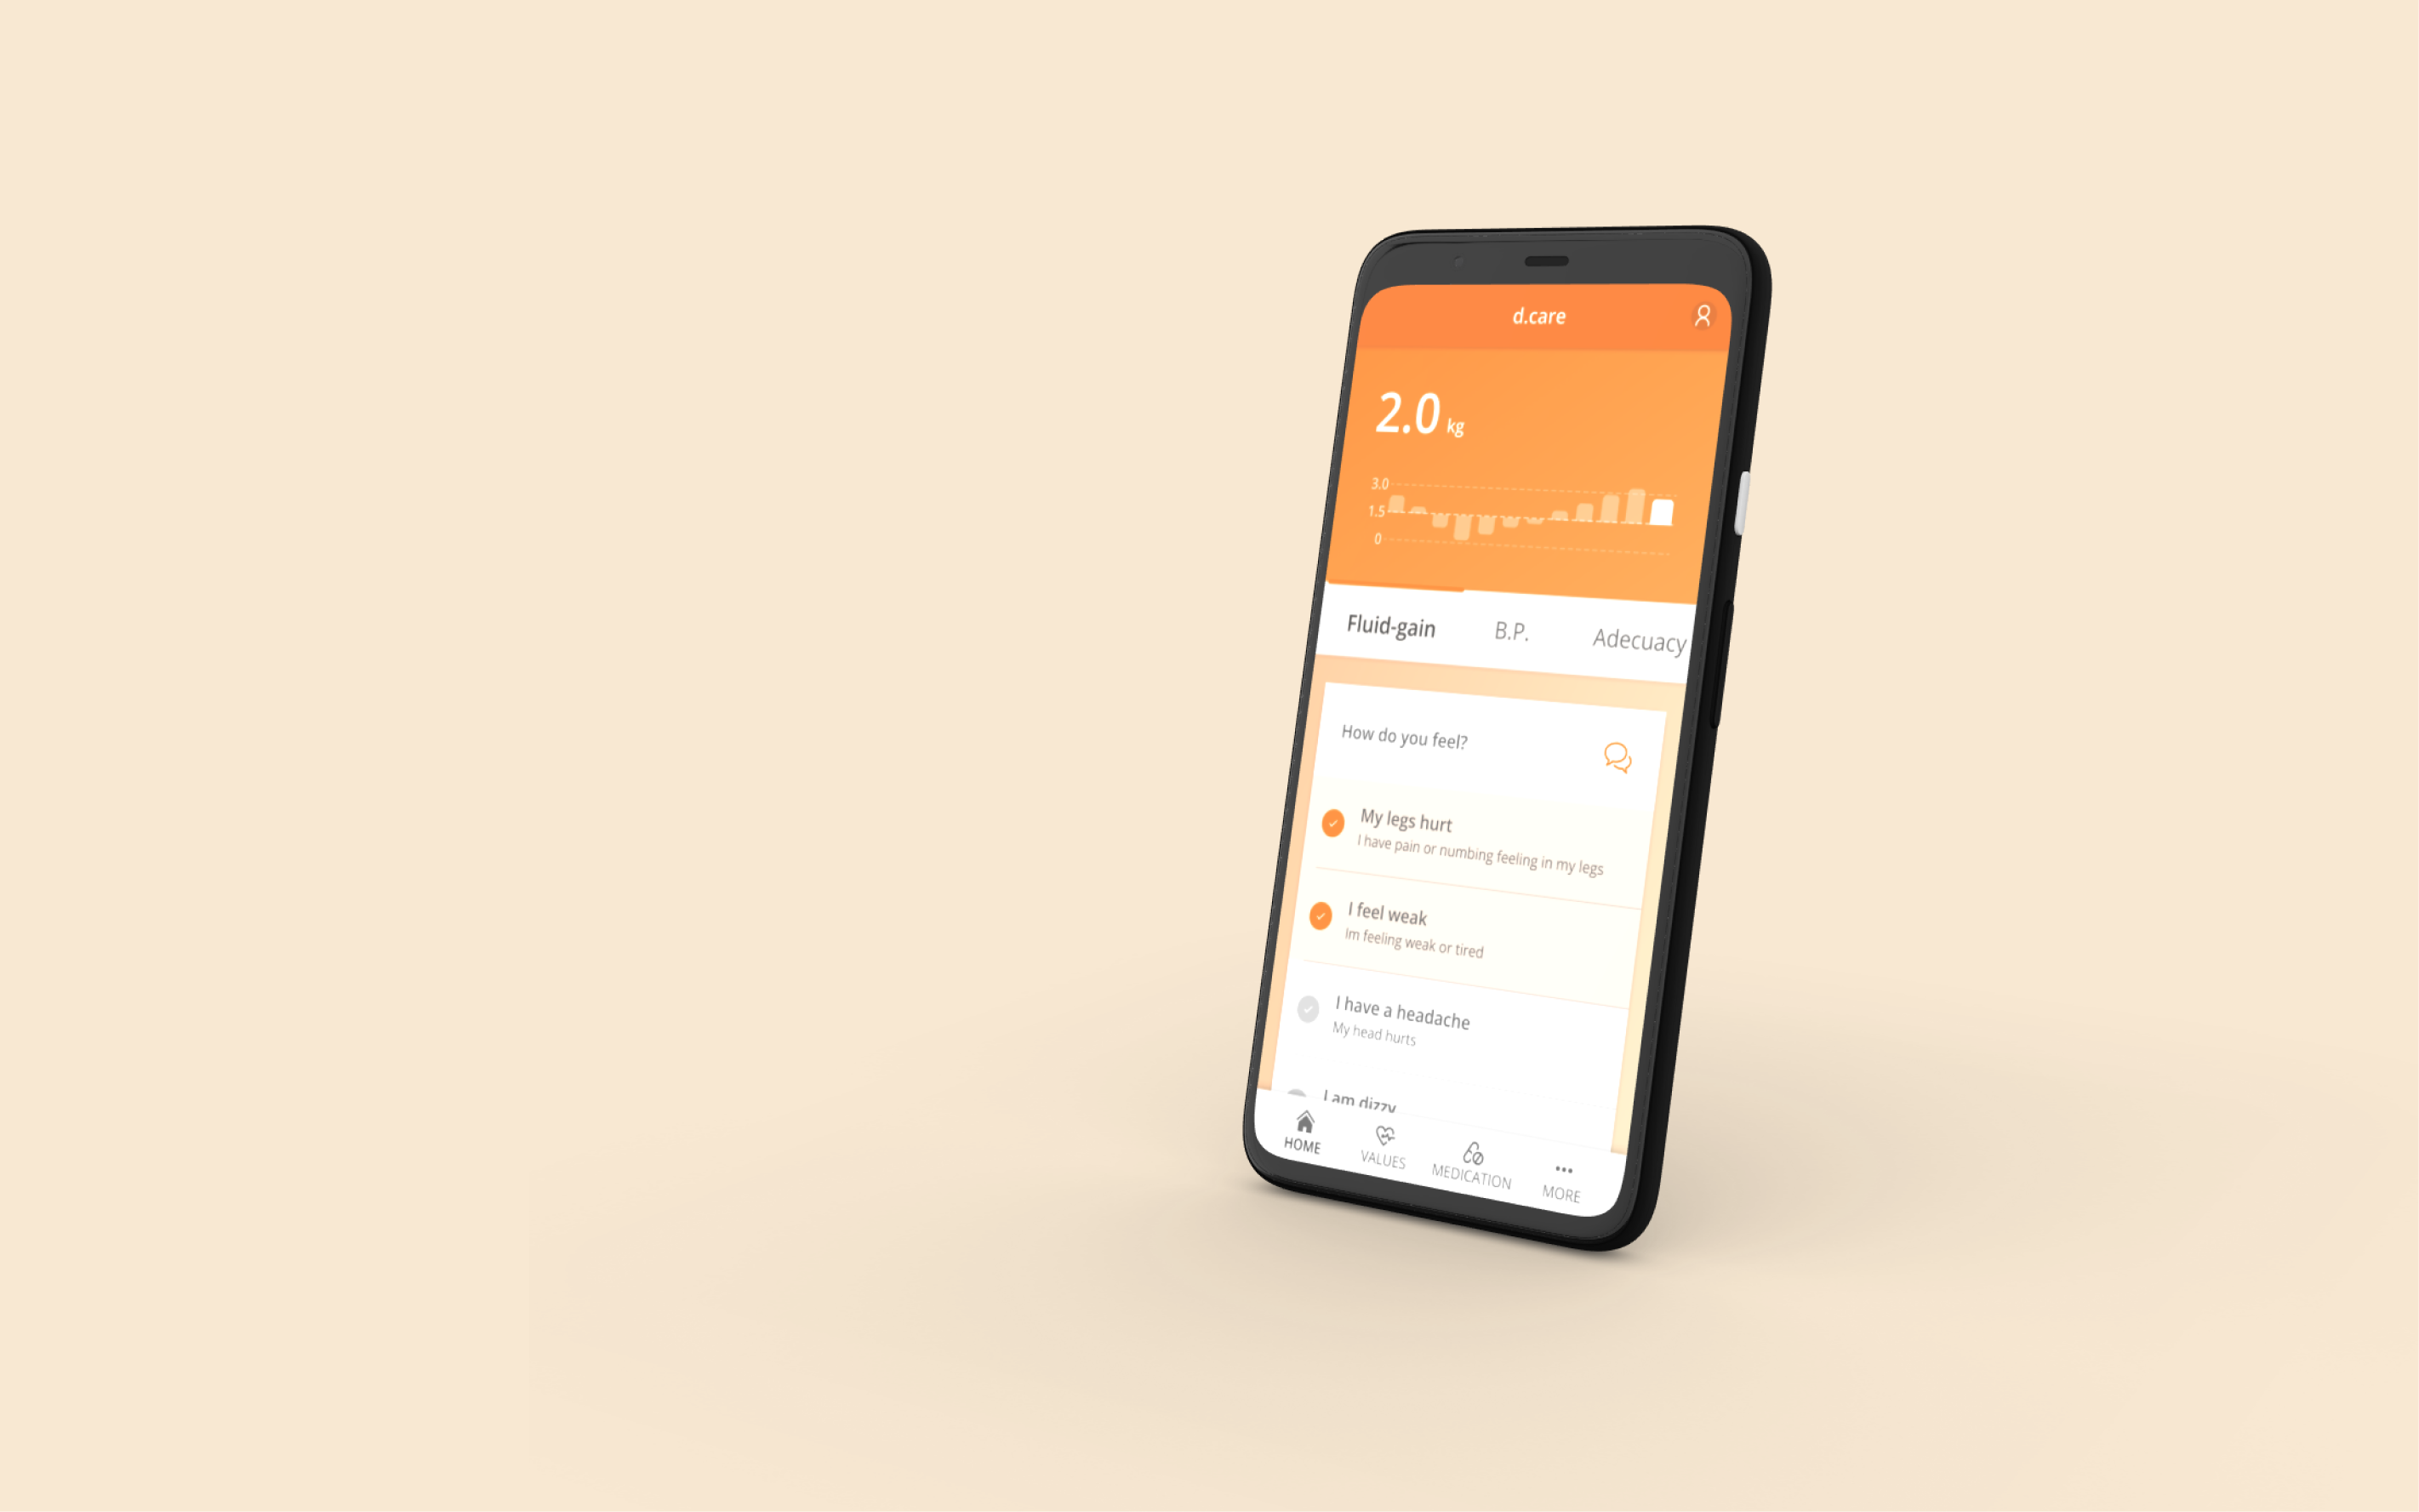 d.care
2.0 kg
3.0
1.5
0
Fluid-gain B.P. Adecuacy
How do you feel?
My legs hurt
I have pain or numbing feeling in my legs
I feel weak
Im feeling weak or tired
I have a headache
My head hurts
I am dizzy
HOME VALUES MEDICATION MORE